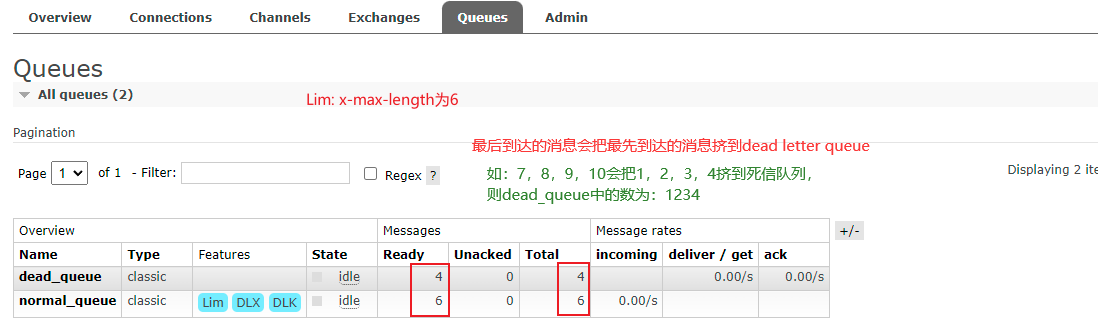 Overview Connections Channels Exchanges Queues Admin
Queues
All queues (2)
Lim: x-max-length为6
Pagination
最后到达的消息会把最先到达的消息挤到dead letter queue
Page 1 of 1 - Filter: Regex ? Displaying 2 ite
如：7，8，9，10会把1，2，3，4挤到死信队列，
则dead_queue中的数为：1234
Overview Messages Message rates +/-
Name Type Features State Ready Unacked Total incoming deliver / get ack
dead_queue classic idle 4 0 4 0.00/s 0.00/s
normal_queue classic Lim DLX DLK idle 6 0 6 0.00/s